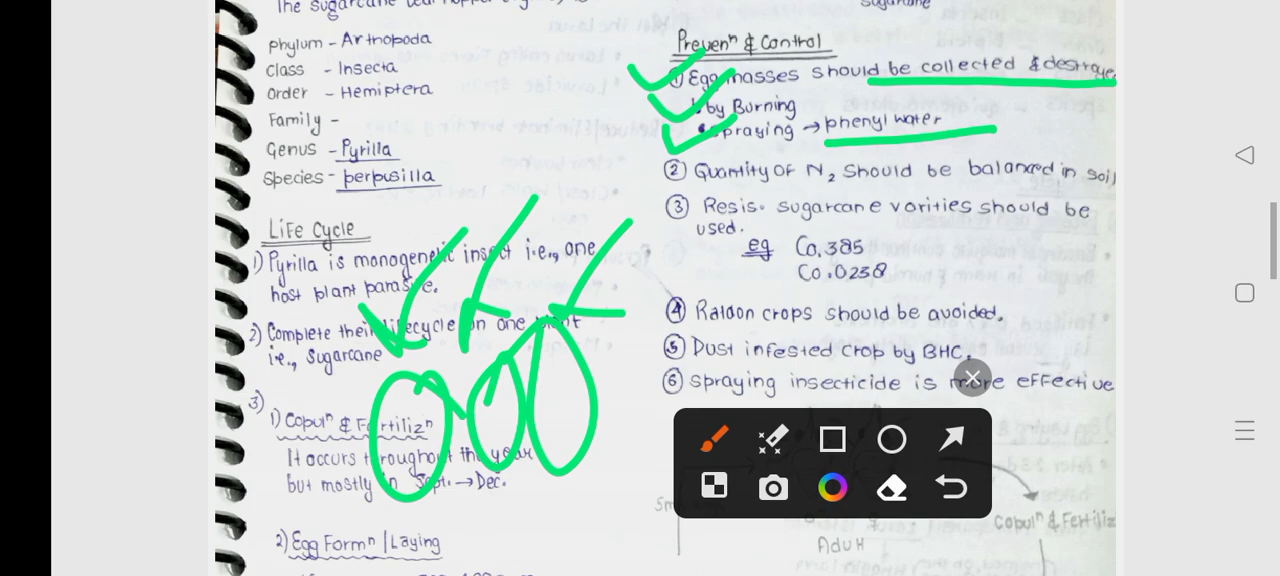 The sugarcane
Phylum - Arthopoda
Class - Insecta
Order - Hemiptera
Family -
Genus - Pyrilla
Species - perpusilla
Life Cycle
1) Pyrilla is monogenetic insect i.e., one
host plant parasite.
2) Complete their lifecycle on one plant
i.e., Sugarcane
3)
1) Copulⁿ & Fertilizⁿ
It occurs throughout the year
but mostly in Sept. → Dec.
2) Egg Formⁿ / Laying
sugarcane
Prevenⁿ & Control
① Egg masses should be collected & destroye
by Burning
spraying → phenyl water
② Quantity of N₂ should be balanced in soil
③ Resis. sugarcane vorities should be
used.
eg Co.385
Co.0238
④ Ratoon crops should be avoided.
⑤ Dust infested crop by BHC.
⑥ spraying insecticide is more effective
Copulⁿ & Fertiliz
Adult